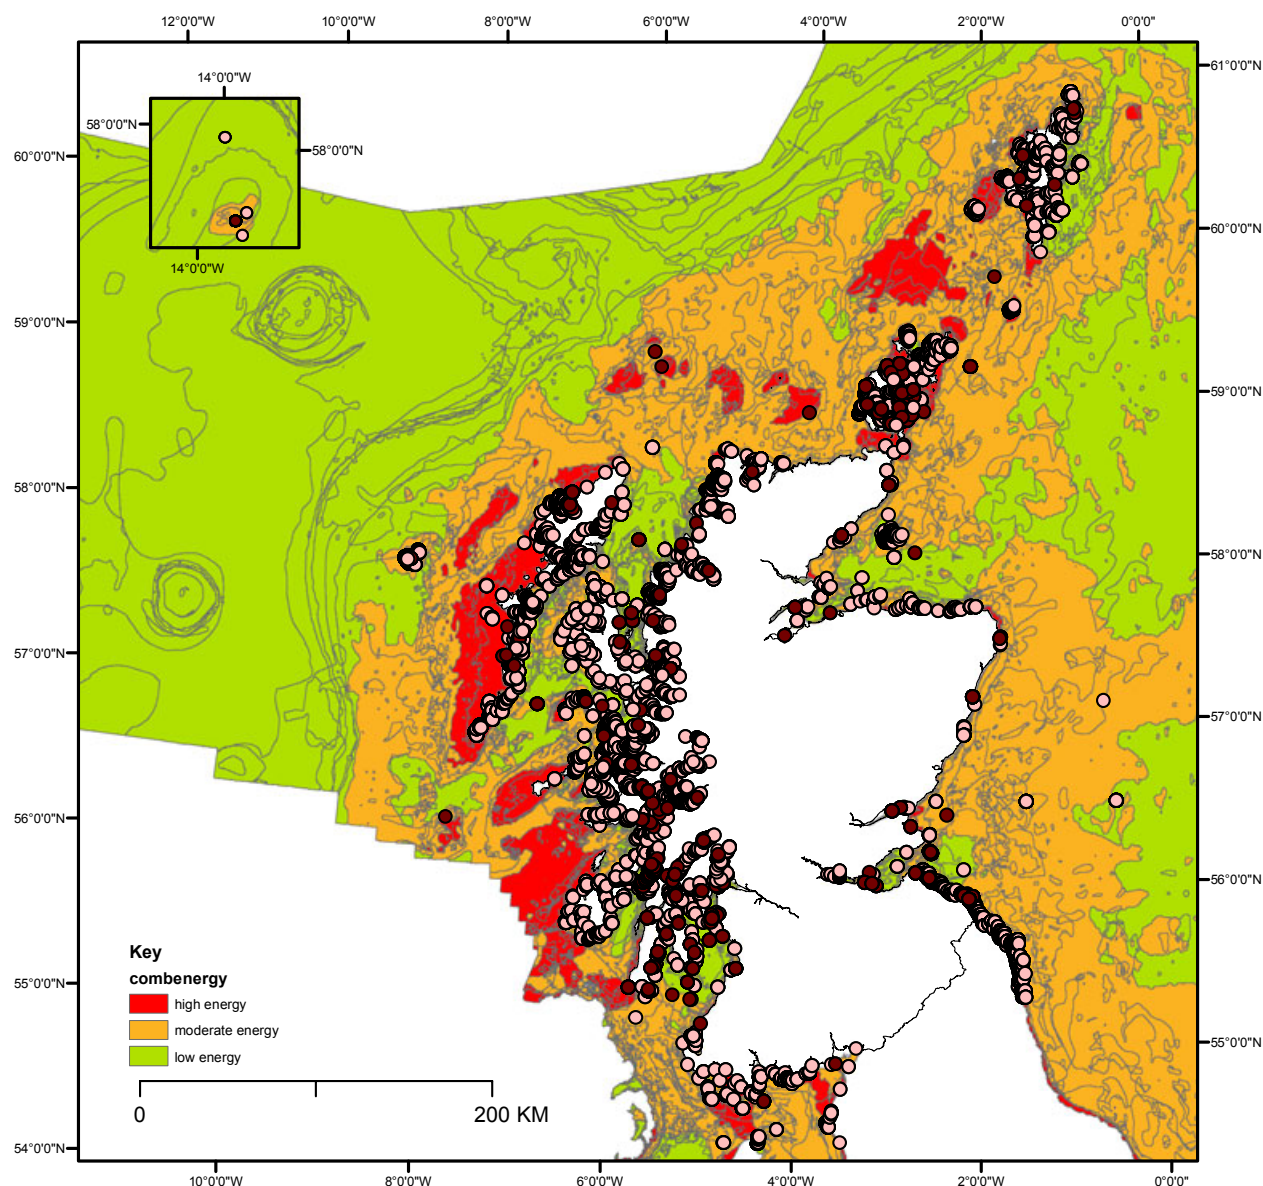 12°0'0"W 10°0'0"W 8°0'0"W 6°0'0"W 4°0'0"W 2°0'0"W 0°0'0"
61°0'0"N
14°0'0"W
58°0'0"N
58°0'0"N
60°0'0"N
60°0'0"N
14°0'0"W
59°0'0"N
59°0'0"N
58°0'0"N
58°0'0"N
57°0'0"N
57°0'0"N
56°0'0"N
56°0'0"N
Key
combenergy
55°0'0"N
high energy
moderate energy
55°0'0"N
low energy
0 200 KM
54°0'0"N
10°0'0"W 8°0'0"W 6°0'0"W 4°0'0"W 2°0'0"W 0°0'0"